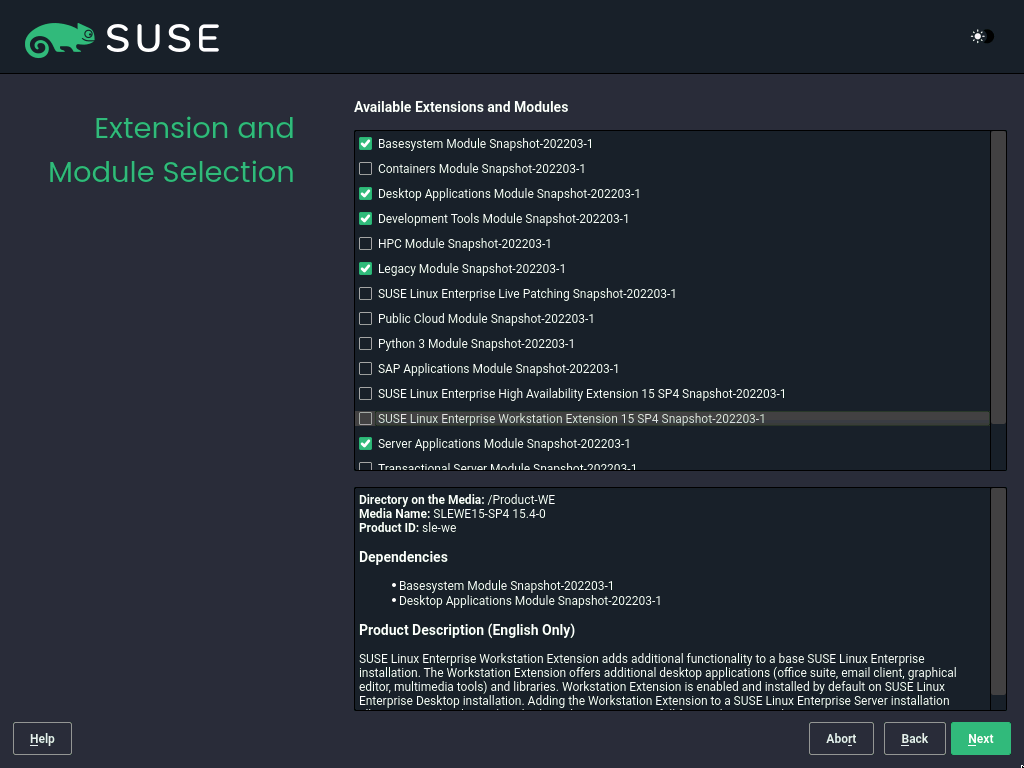 SUSE
Extension and
Module Selection
Available Extensions and Modules
Basesystem Module Snapshot-202203-1
Containers Module Snapshot-202203-1
Desktop Applications Module Snapshot-202203-1
Development Tools Module Snapshot-202203-1
HPC Module Snapshot-202203-1
Legacy Module Snapshot-202203-1
SUSE Linux Enterprise Live Patching Snapshot-202203-1
Public Cloud Module Snapshot-202203-1
Python 3 Module Snapshot-202203-1
SAP Applications Module Snapshot-202203-1
SUSE Linux Enterprise High Availability Extension 15 SP4 Snapshot-202203-1
SUSE Linux Enterprise Workstation Extension 15 SP4 Snapshot-202203-1
Server Applications Module Snapshot-202203-1
Transactional Server Module Snapshot-202203-1
Directory on the Media: /Product-WE
Media Name: SLEWE15-SP4 15.4-0
Product ID: sle-we
Dependencies
• Basesystem Module Snapshot-202203-1
• Desktop Applications Module Snapshot-202203-1
Product Description (English Only)
SUSE Linux Enterprise Workstation Extension adds additional functionality to a base SUSE Linux Enterprise
installation. The Workstation Extension offers additional desktop applications (office suite, email client, graphical
editor, multimedia tools) and libraries. Workstation Extension is enabled and installed by default on SUSE Linux
Enterprise Desktop installation. Adding the Workstation Extension to a SUSE Linux Enterprise Server installation
Help
Abort
Back
Next